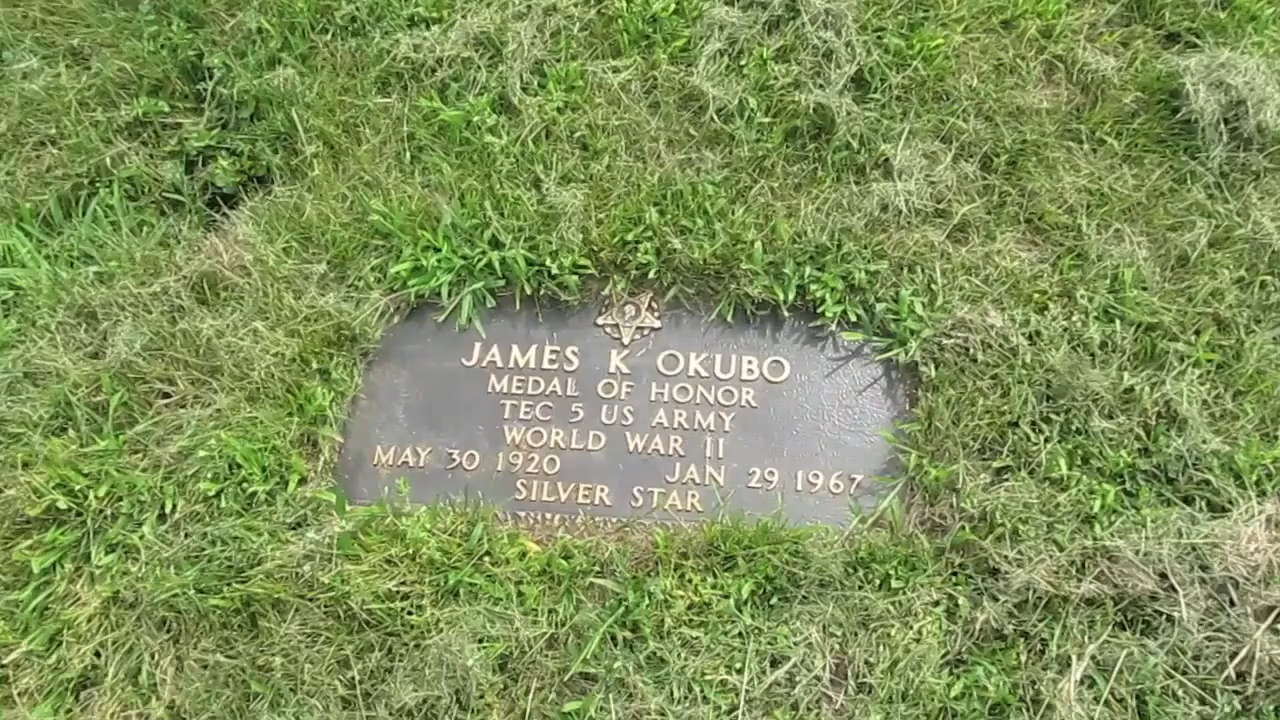 JAMES K OKUBO
MEDAL OF HONOR
TEC 5 US ARMY
WORLD WAR II
MAY 30 1920 JAN 29 1967
SILVER STAR